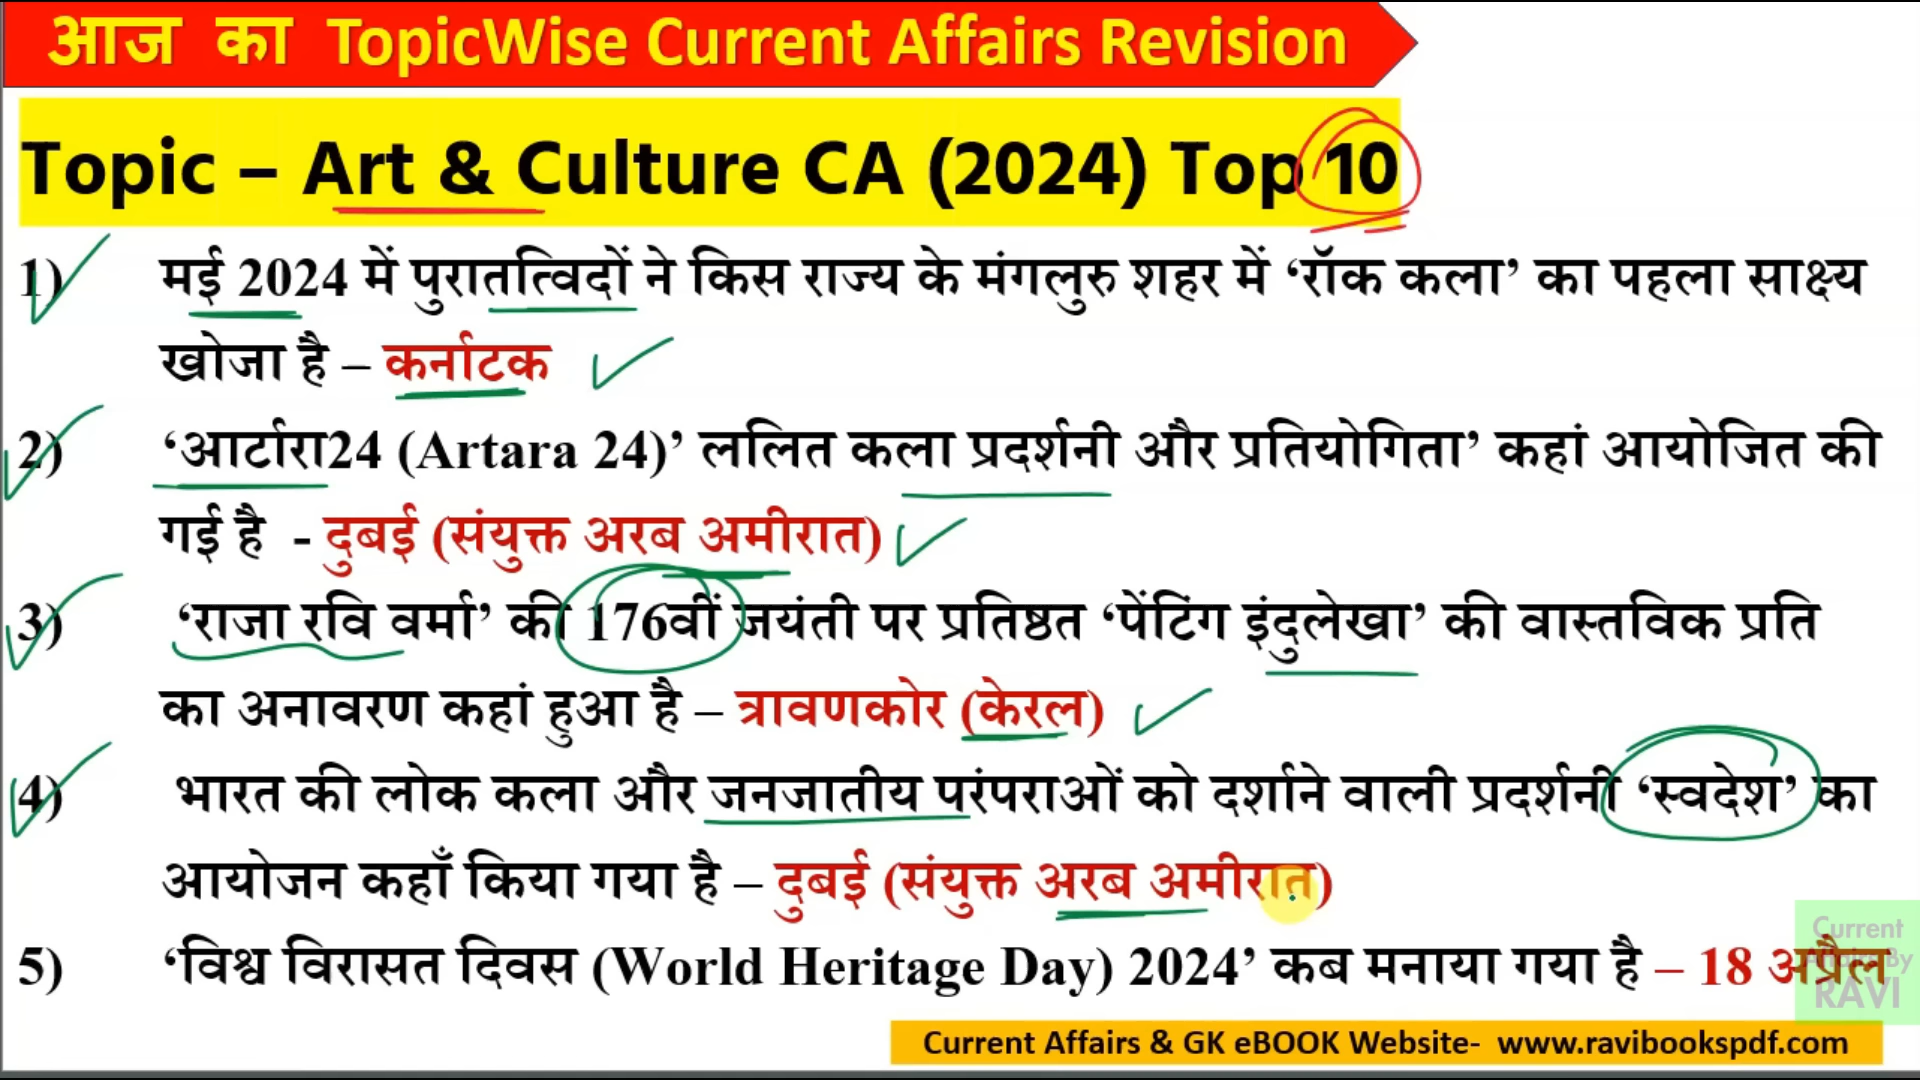 आज का TopicWise Current Affairs Revision
Topic – Art & Culture CA (2024) Top 10
1) मई 2024 में पुरातत्विदों ने किस राज्य के मंगलुरु शहर में ‘रॉक कला’ का पहला साक्ष्य
खोजा है – कर्नाटक
2) ‘आर्टारा24 (Artara 24)’ ललित कला प्रदर्शनी और प्रतियोगिता’ कहां आयोजित की
गई है - दुबई (संयुक्त अरब अमीरात)
3) ‘राजा रवि वर्मा’ की 176वीं जयंती पर प्रतिष्ठत ‘पेंटिंग इंदुलेखा’ की वास्तविक प्रति
का अनावरण कहां हुआ है – त्रावणकोर (केरल)
4) भारत की लोक कला और जनजातीय परंपराओं को दर्शाने वाली प्रदर्शनी ‘स्वदेश’ का
आयोजन कहाँ किया गया है – दुबई (संयुक्त अरब अमीरात)
5) ‘विश्व विरासत दिवस (World Heritage Day) 2024’ कब मनाया गया है – 18 अप्रैल
Current
Affairs By
RAVI
Current Affairs & GK eBOOK Website- www.ravibookspdf.com